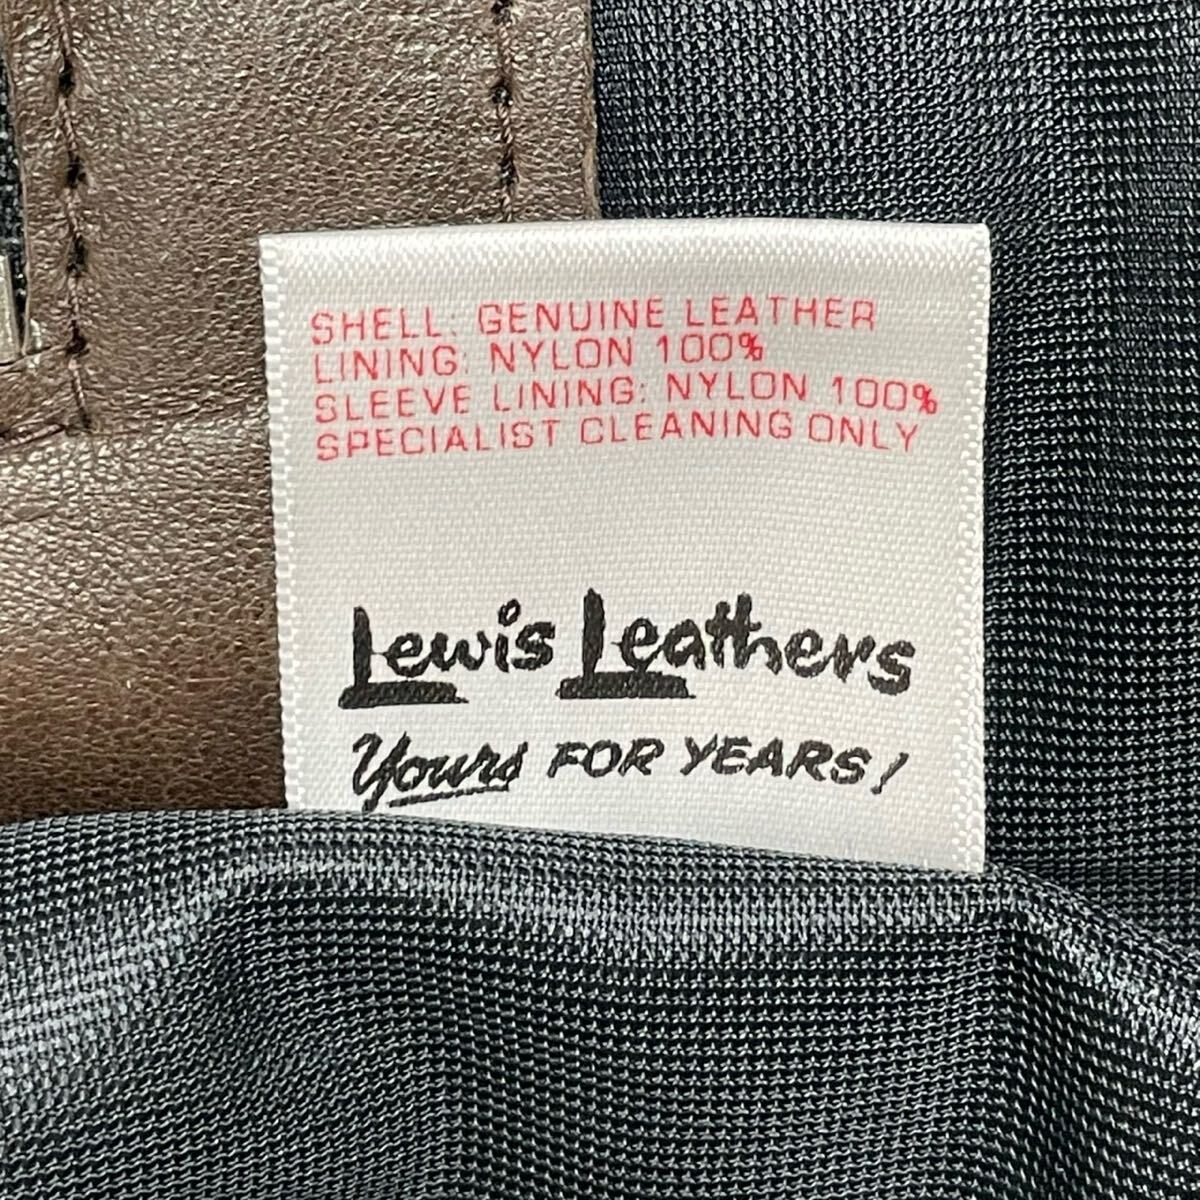 SHELL: GENUINE LEATHER
LINING: NYLON 100%
SLEEVE LINING: NYLON 100%
SPECIALIST CLEANING ONLY
Lewis Leathers
Yours FOR YEARS!